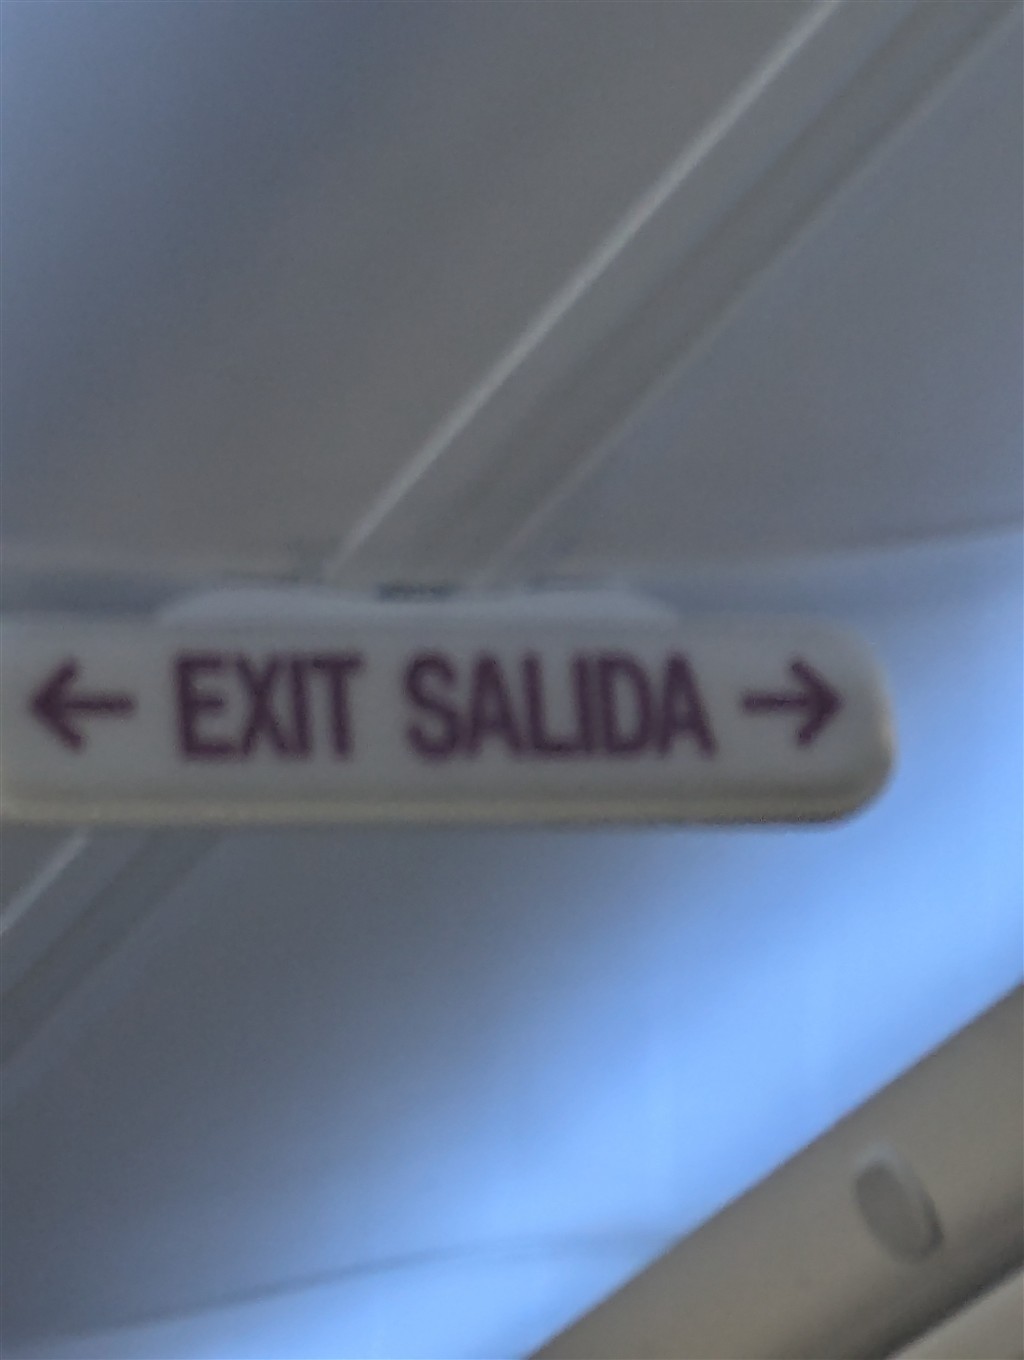 ← EXIT SALIDA →